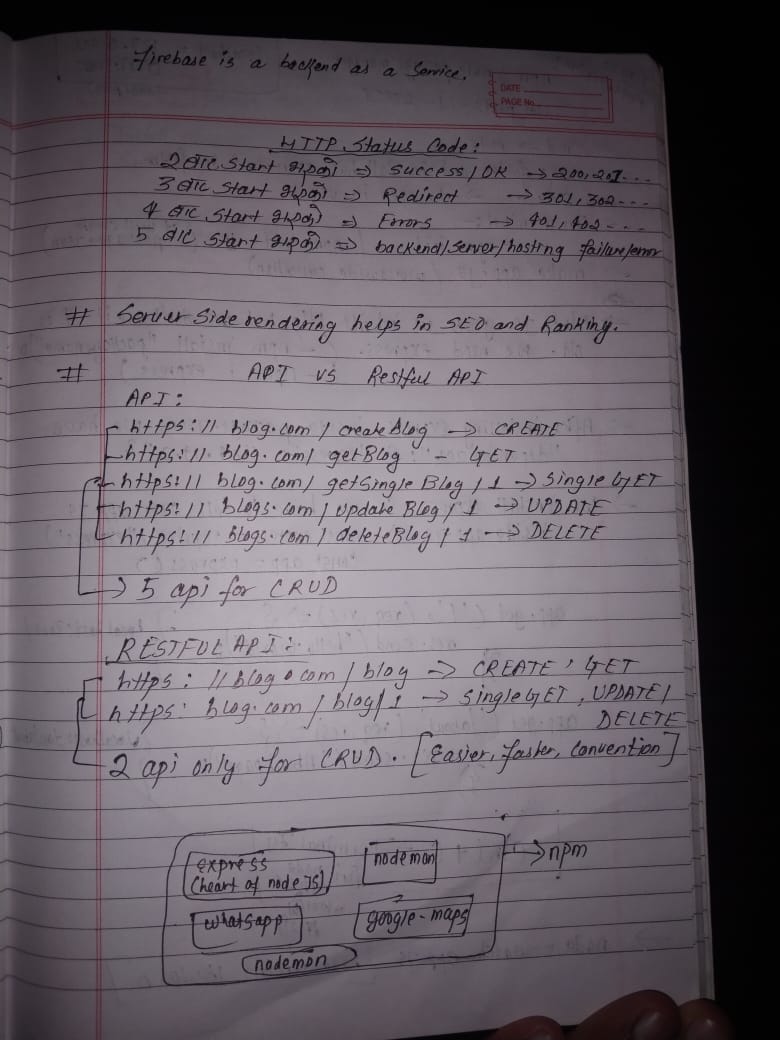 Firebase is a backend as a Service.
DATE
PAGE No.
HTTP Status Code:
2 बाट Start भएको => Success/OK → 200, 201...
3 बाट Start भएको => Redirect → 301, 302...
4 बाट Start भएको => Errors → 401, 402...
5 बाट Start भएको => backend/server/hosting failure/error
# Server Side rendering helps in SEO and Ranking.
# API vs Restful API
API:
https:// blog.com / createBlog → CREATE
https:// blog.com/ getBlog - GET
https:// blog.com/ getSingle Blog / 1 → Single GET
https:// blogs.com / update Blog / 1 → UPDATE
https:// blogs.com / deleteBlog / 1 → DELETE
→ 5 api for CRUD
RESTFUL API:
https: // blog.com / blog → CREATE, GET
https: blog.com / blog / 1 → Single GET, UPDATE,
DELETE
2 api only for CRUD. [Easier, faster, Convention]
express nodemon → npm
(heart of node JS)
whatsapp google-maps
nodemon